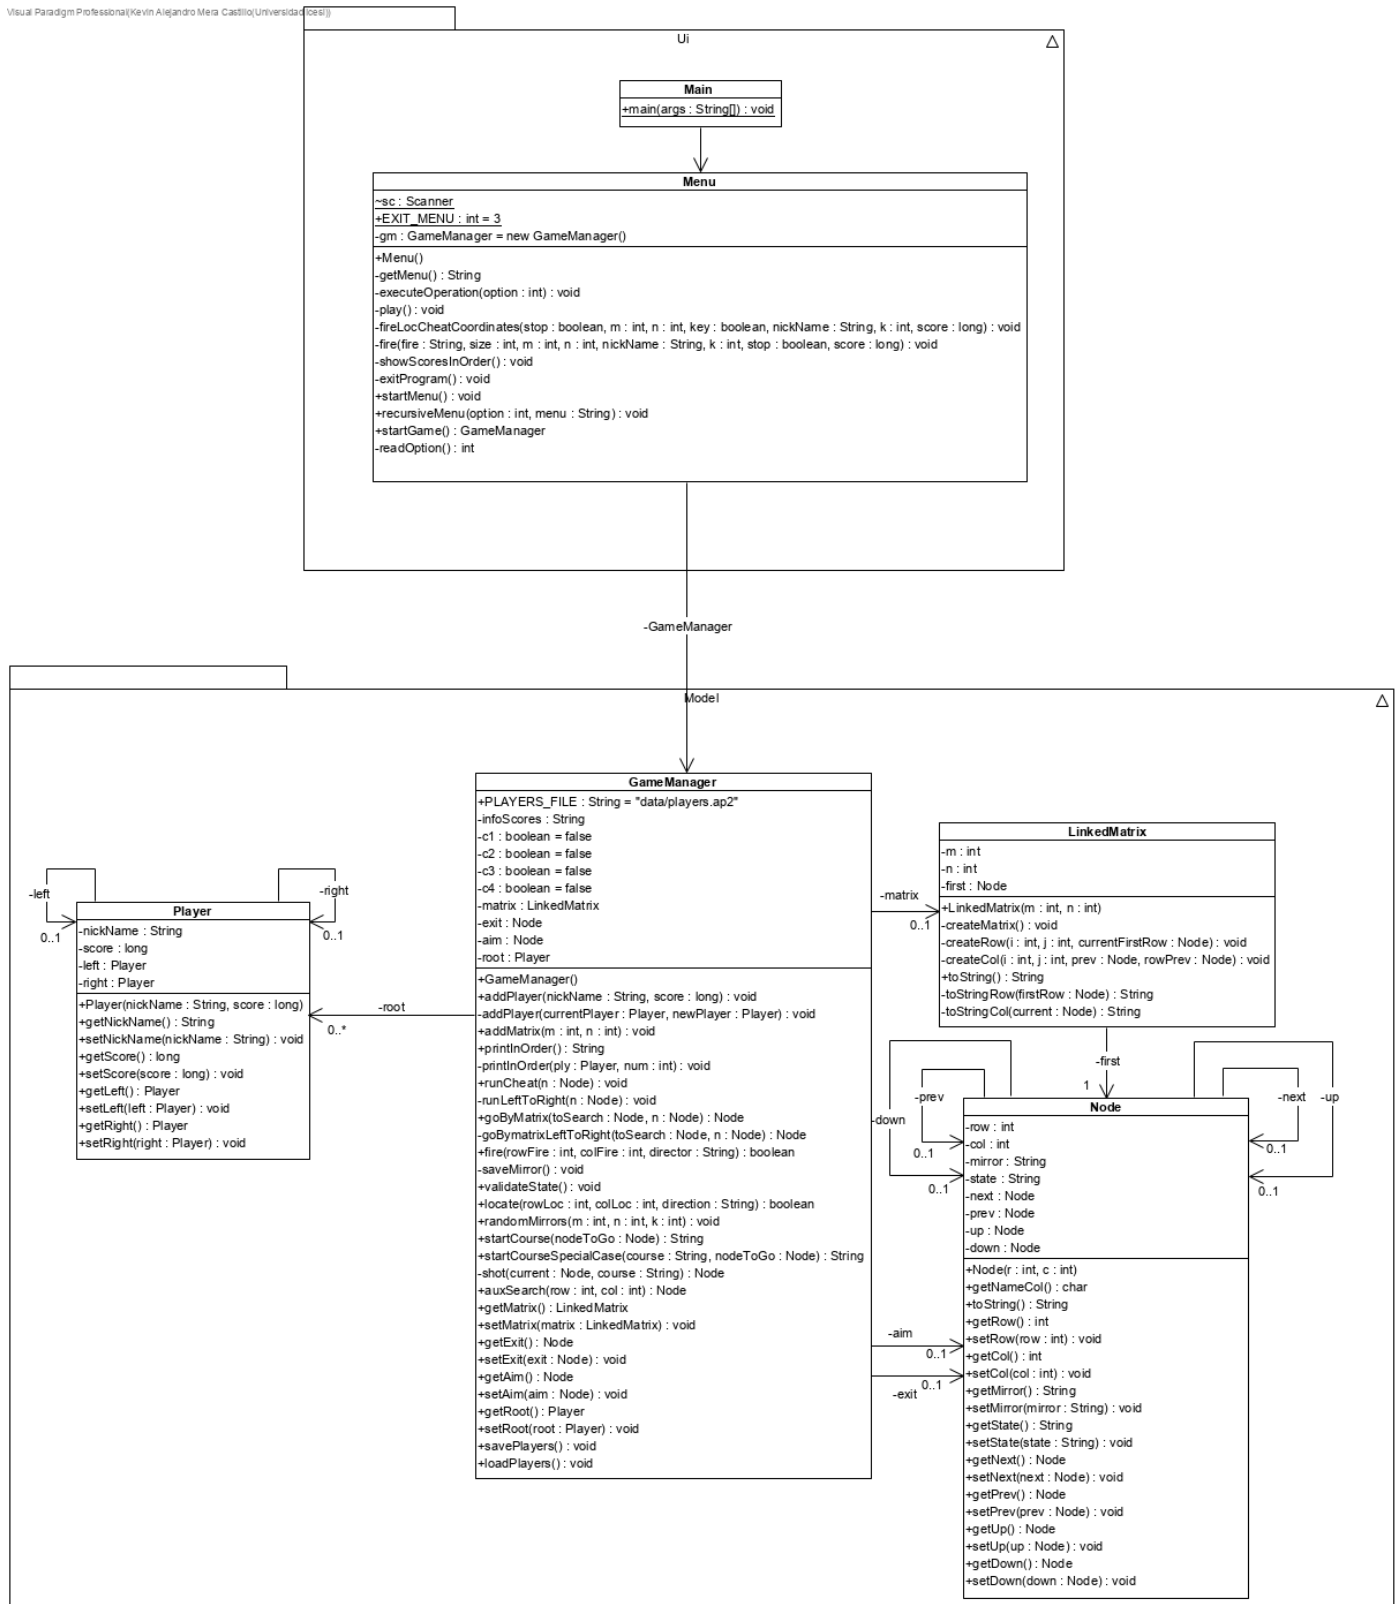 Visual Paradigm Professional(Kevin Alejandro Mera Castillo(Universidad Icesi))
Ui
Main
+main(args : String[]) : void
Menu
~sc : Scanner
+EXIT_MENU : int = 3
-gm : GameManager = new GameManager()
+Menu()
-getMenu() : String
-executeOperation(option : int) : void
-play() : void
-fireLocCheatCoordinates(stop : boolean, m : int, n : int, key : boolean, nickName : String, k : int, score : long) : void
-fire(fire : String, size : int, m : int, n : int, nickName : String, k : int, stop : boolean, score : long) : void
-showScoresInOrder() : void
-exitProgram() : void
+startMenu() : void
+recursiveMenu(option : int, menu : String) : void
+startGame() : GameManager
-readOption() : int
-GameManager
Model
GameManager
+PLAYERS_FILE : String = "data/players.ap2"
-infoScores : String
-c1 : boolean = false
-c2 : boolean = false
-c3 : boolean = false
-c4 : boolean = false
-matrix : LinkedMatrix
-exit : Node
-aim : Node
-root : Player
+GameManager()
+addPlayer(nickName : String, score : long) : void
-addPlayer(currentPlayer : Player, newPlayer : Player) : void
+addMatrix(m : int, n : int) : void
+printInOrder() : String
-printInOrder(ply : Player, num : int) : void
+runCheat(n : Node) : void
-runLeftToRight(n : Node) : void
+goByMatrix(toSearch : Node, n : Node) : Node
-goBymatrixLeftToRight(toSearch : Node, n : Node) : Node
+fire(rowFire : int, colFire : int, director : String) : boolean
-saveMirror() : void
+validateState() : void
+locate(rowLoc : int, colLoc : int, direction : String) : boolean
+randomMirrors(m : int, n : int, k : int) : void
+startCourse(nodeToGo : Node) : String
+startCourseSpecialCase(course : String, nodeToGo : Node) : String
-shot(current : Node, course : String) : Node
+auxSearch(row : int, col : int) : Node
+getMatrix() : LinkedMatrix
+setMatrix(matrix : LinkedMatrix) : void
+getExit() : Node
+setExit(exit : Node) : void
+getAim() : Node
+setAim(aim : Node) : void
+getRoot() : Player
+setRoot(root : Player) : void
+savePlayers() : void
+loadPlayers() : void
-left
0..1
-right
0..1
Player
-nickName : String
-score : long
-left : Player
-right : Player
+Player(nickName : String, score : long)
+getNickName() : String
+setNickName(nickName : String) : void
+getScore() : long
+setScore(score : long) : void
+getLeft() : Player
+setLeft(left : Player) : void
+getRight() : Player
+setRight(right : Player) : void
-root
0..*
-matrix
0..1
LinkedMatrix
-m : int
-n : int
-first : Node
+LinkedMatrix(m : int, n : int)
-createMatrix() : void
-createRow(i : int, j : int, currentFirstRow : Node) : void
-createCol(i : int, j : int, prev : Node, rowPrev : Node) : void
+toString() : String
-toStringRow(firstRow : Node) : String
-toStringCol(current : Node) : String
-first
1
-prev
0..1
-down
0..1
-next
0..1
-up
0..1
-aim
0..1
-exit
0..1
Node
-row : int
-col : int
-mirror : String
-state : String
-next : Node
-prev : Node
-up : Node
-down : Node
+Node(r : int, c : int)
+getNameCol() : char
+toString() : String
+getRow() : int
+setRow(row : int) : void
+getCol() : int
+setCol(col : int) : void
+getMirror() : String
+setMirror(mirror : String) : void
+getState() : String
+setState(state : String) : void
+getNext() : Node
+setNext(next : Node) : void
+getPrev() : Node
+setPrev(prev : Node) : void
+getUp() : Node
+setUp(up : Node) : void
+getDown() : Node
+setDown(down : Node) : void